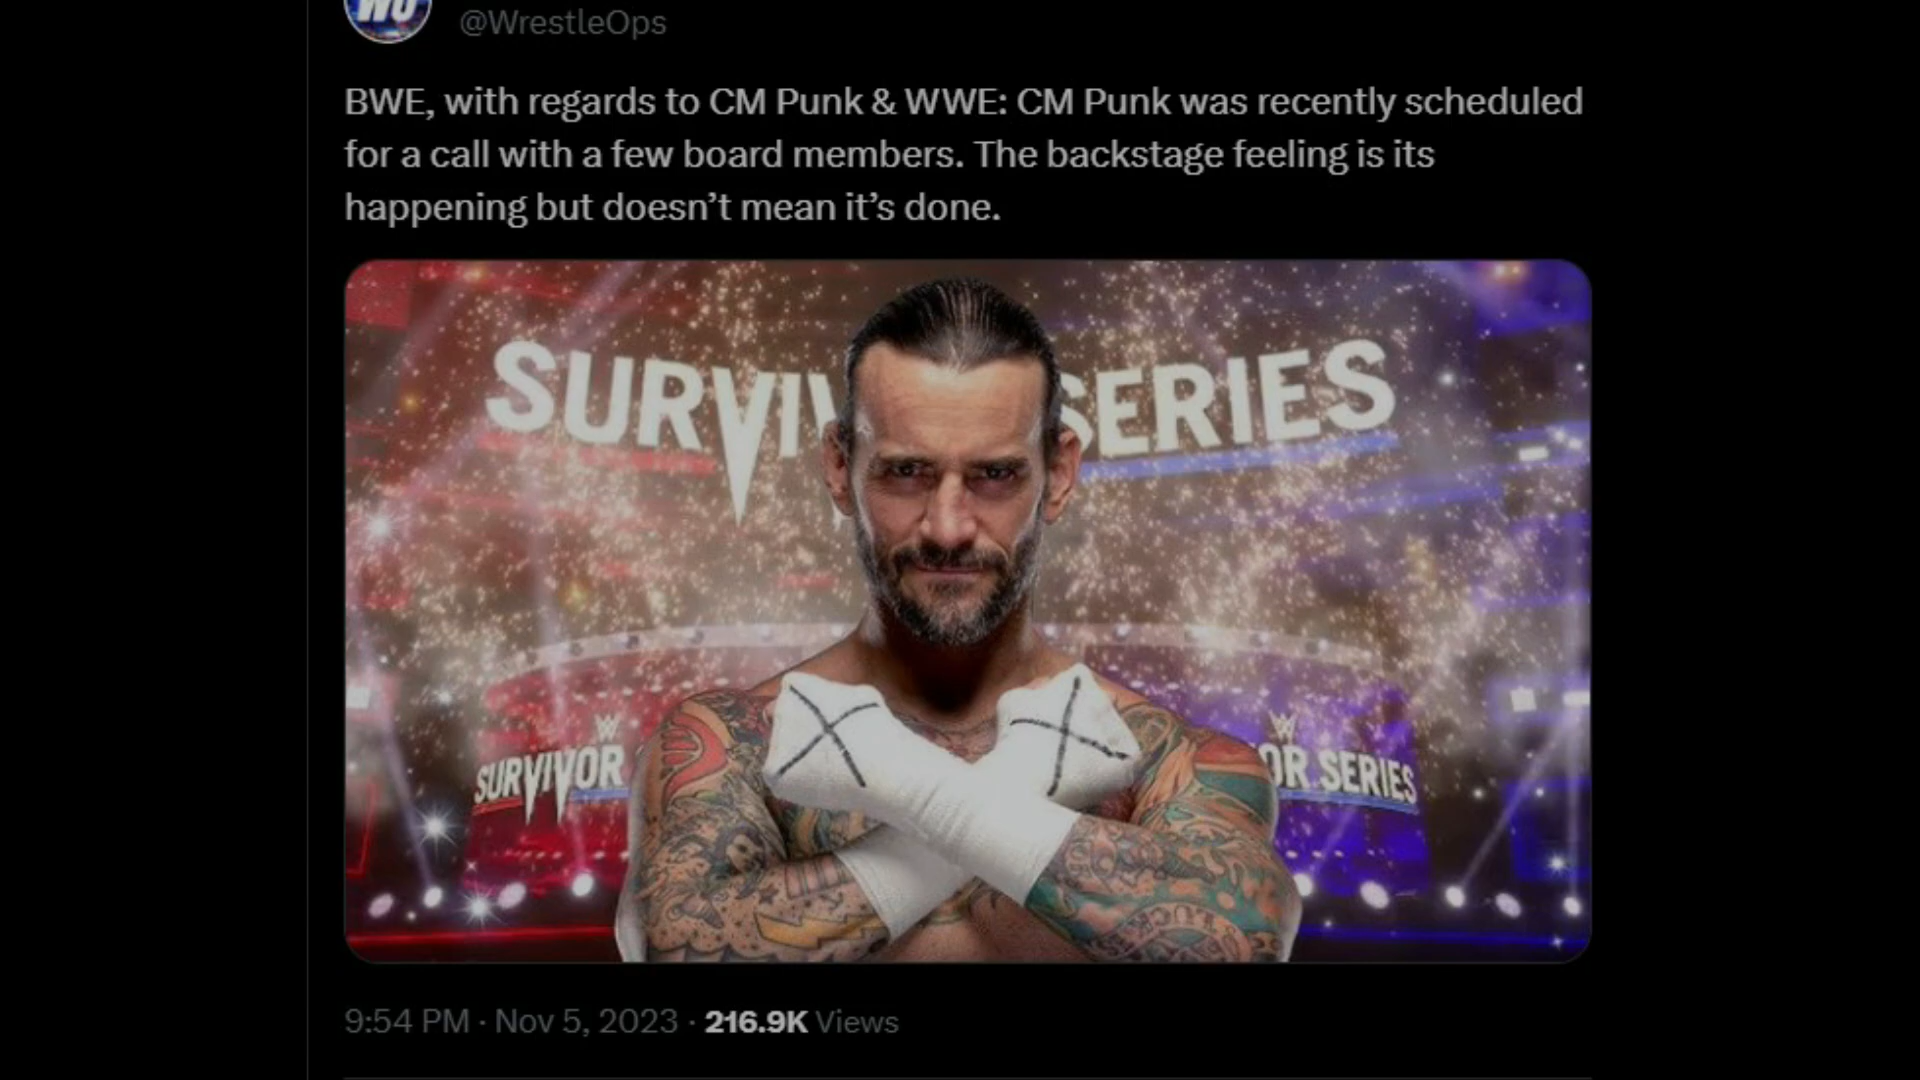 WO
@WrestleOps
BWE, with regards to CM Punk & WWE: CM Punk was recently scheduled
for a call with a few board members. The backstage feeling is its
happening but doesn’t mean it’s done.
SURVIV SERIES
X X
W W
SURVIVOR OR SERIES
LUCK
9:54 PM · Nov 5, 2023 · 216.9K Views